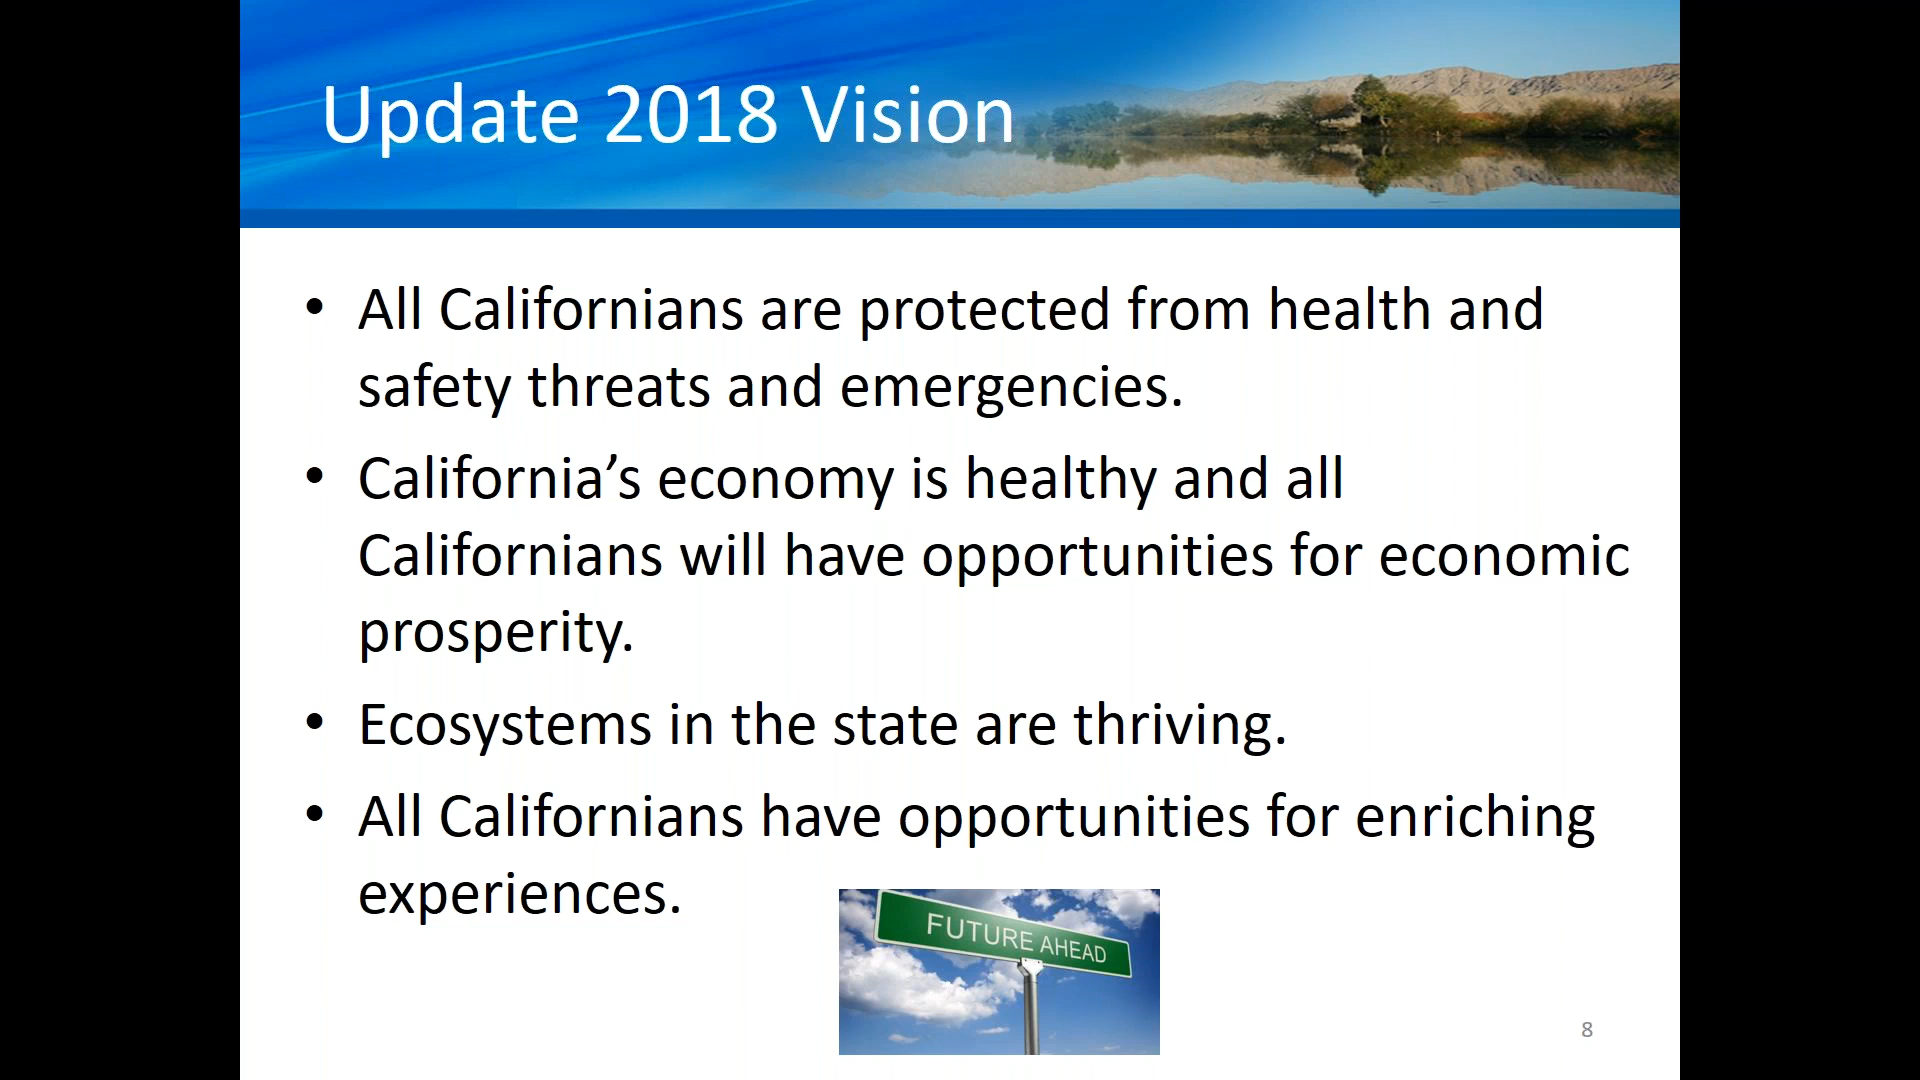 Update 2018 Vision
• All Californians are protected from health and
safety threats and emergencies.
• California’s economy is healthy and all
Californians will have opportunities for economic
prosperity.
• Ecosystems in the state are thriving.
• All Californians have opportunities for enriching
experiences.
FUTURE AHEAD
8